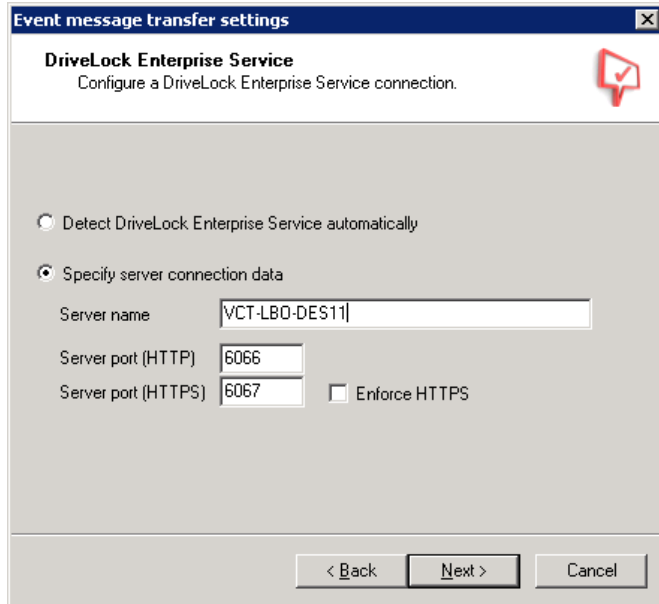 Event message transfer settings
DriveLock Enterprise Service
Configure a DriveLock Enterprise Service connection.
Detect DriveLock Enterprise Service automatically
Specify server connection data
Server name VCT-LBO-DES11
Server port (HTTP) 6066
Server port (HTTPS) 6067 Enforce HTTPS
< Back Next > Cancel